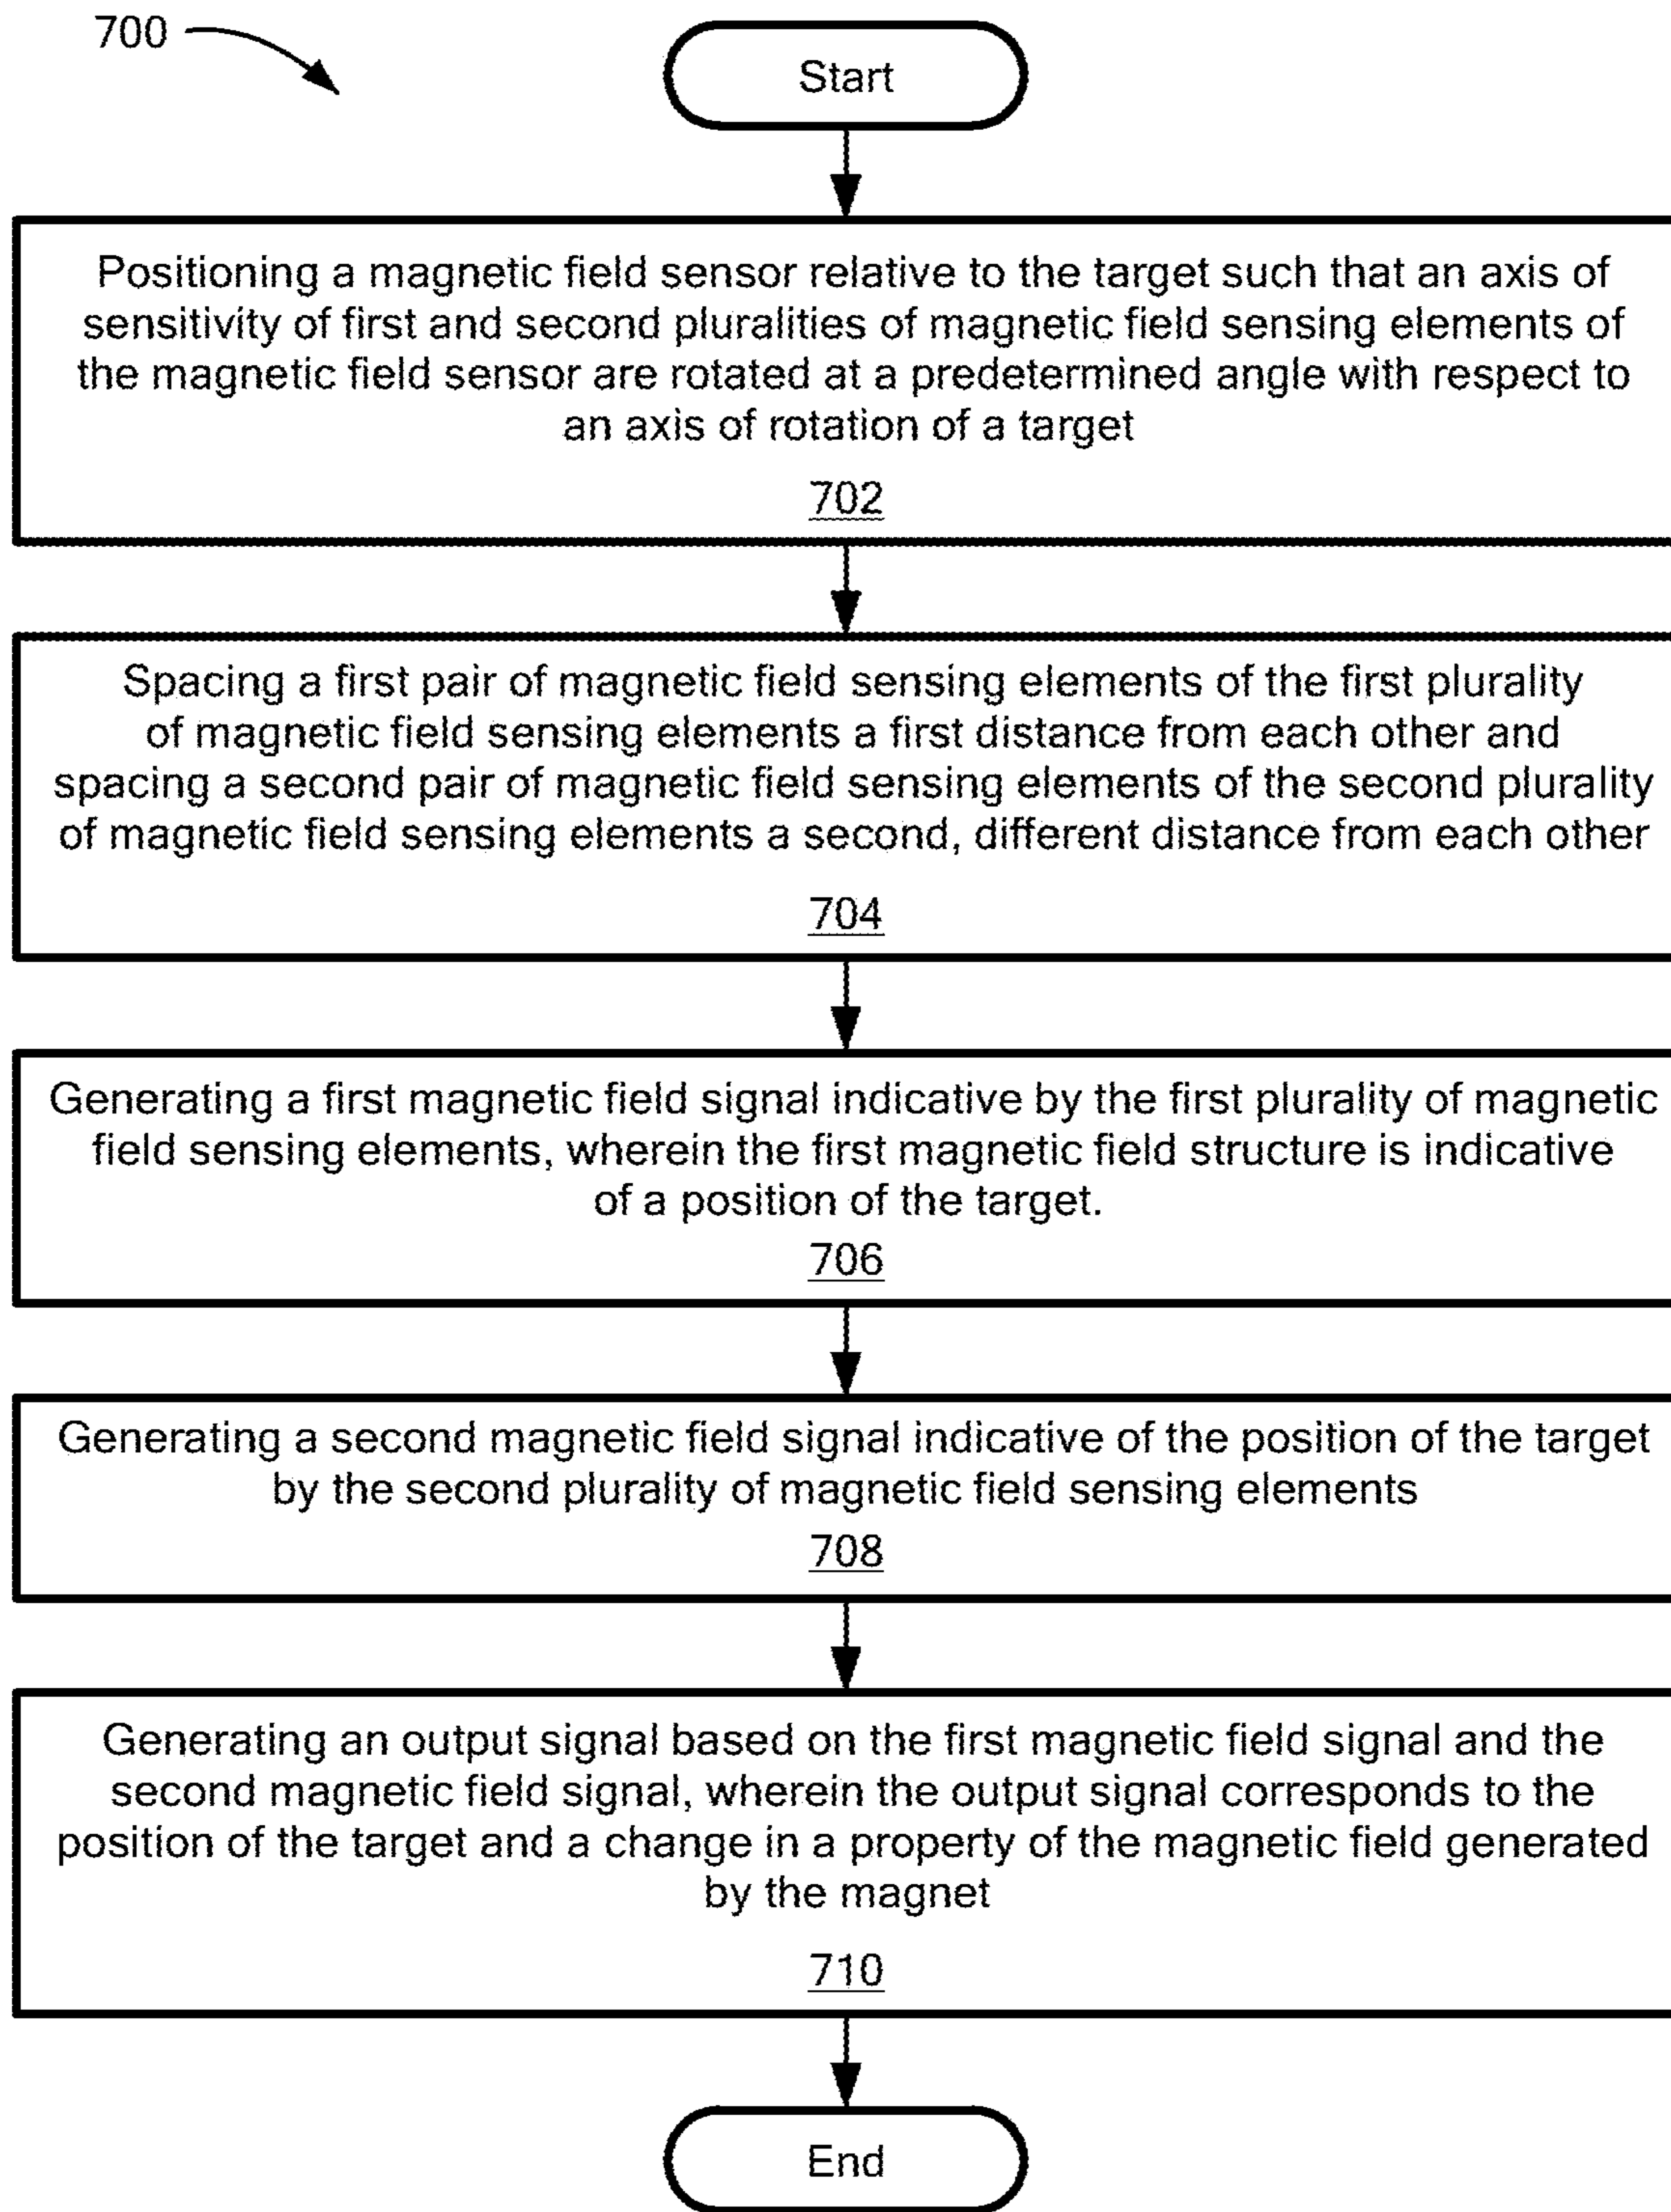 700
Start
Positioning a magnetic field sensor relative to the target such that an axis of
sensitivity of first and second pluralities of magnetic field sensing elements of
the magnetic field sensor are rotated at a predetermined angle with respect to
an axis of rotation of a target
702
Spacing a first pair of magnetic field sensing elements of the first plurality
of magnetic field sensing elements a first distance from each other and
spacing a second pair of magnetic field sensing elements of the second plurality
of magnetic field sensing elements a second, different distance from each other
704
Generating a first magnetic field signal indicative by the first plurality of magnetic
field sensing elements, wherein the first magnetic field structure is indicative
of a position of the target.
706
Generating a second magnetic field signal indicative of the position of the target
by the second plurality of magnetic field sensing elements
708
Generating an output signal based on the first magnetic field signal and the
second magnetic field signal, wherein the output signal corresponds to the
position of the target and a change in a property of the magnetic field generated
by the magnet
710
End